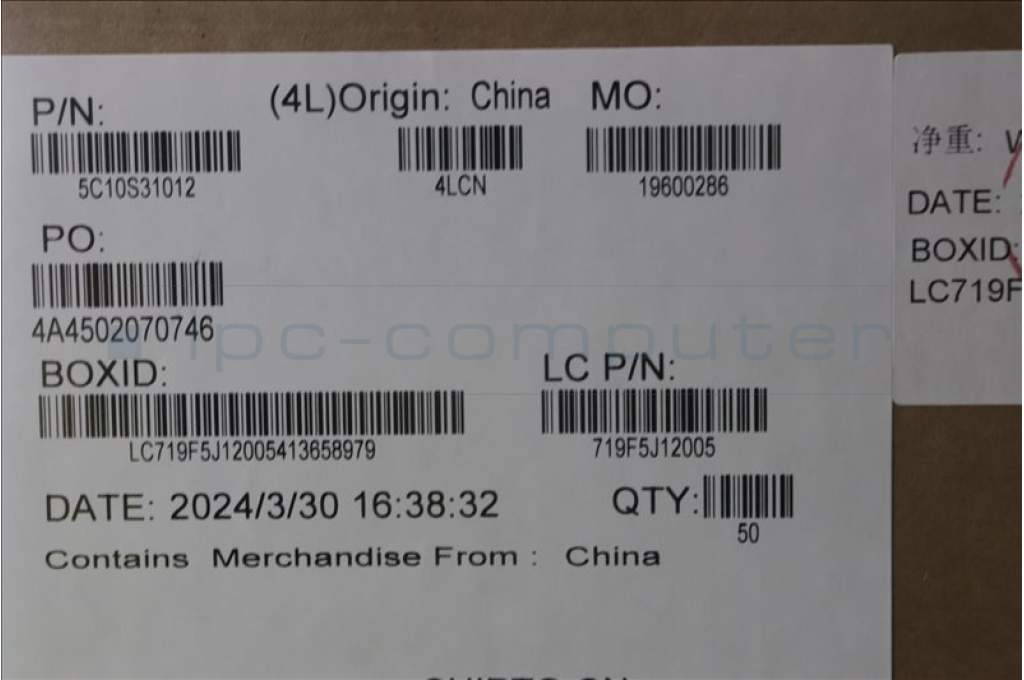 P/N:
(4L)Origin: China
MO:
5C10S31012
4LCN
19600286
PO:
4A4502070746
ipc-computer
BOXID:
LC P/N:
LC719F5J12005413658979
719F5J12005
DATE: 2024/3/30 16:38:32
QTY:
50
Contains Merchandise From : China
净重:
DATE:
BOXID:
LC719F